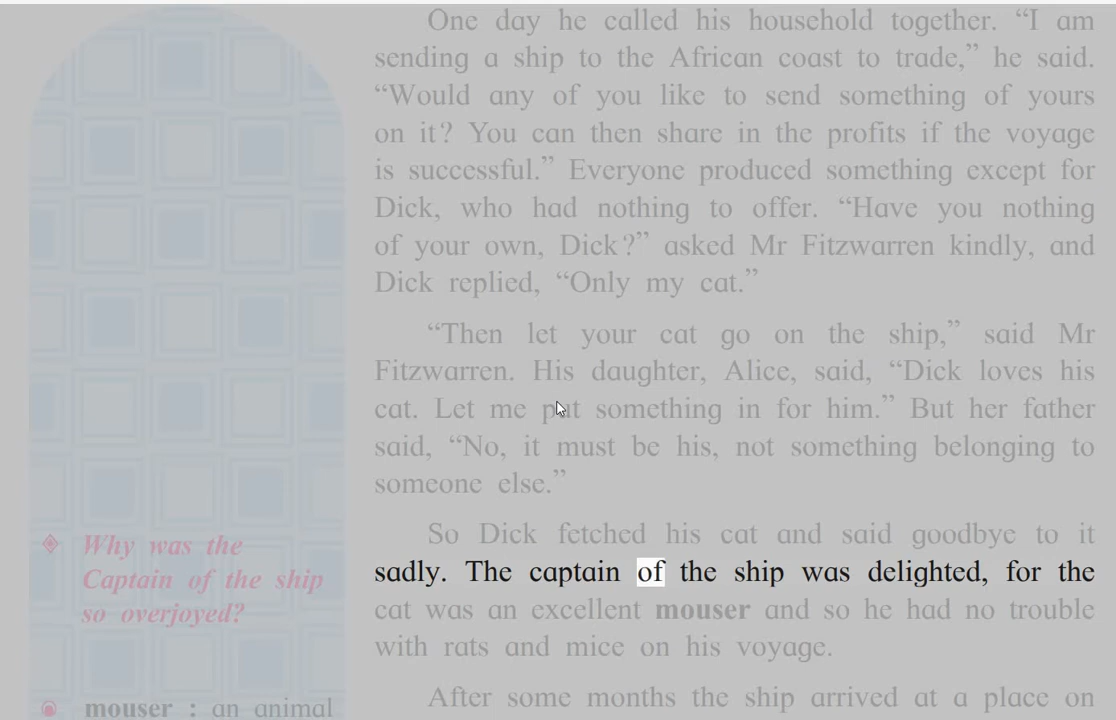 One day he called his household together. “I am
sending a ship to the African coast to trade,” he said.
“Would any of you like to send something of yours
on it? You can then share in the profits if the voyage
is successful.” Everyone produced something except for
Dick, who had nothing to offer. “Have you nothing
of your own, Dick?” asked Mr Fitzwarren kindly, and
Dick replied, “Only my cat.”
“Then let your cat go on the ship,” said Mr
Fitzwarren. His daughter, Alice, said, “Dick loves his
cat. Let me put something in for him.” But her father
said, “No, it must be his, not something belonging to
someone else.”
So Dick fetched his cat and said goodbye to it
sadly. The captain of the ship was delighted, for the
cat was an excellent mouser and so he had no trouble
with rats and mice on his voyage.
After some months the ship arrived at a place on
Why was the
Captain of the ship
so overjoyed?
mouser : an animal